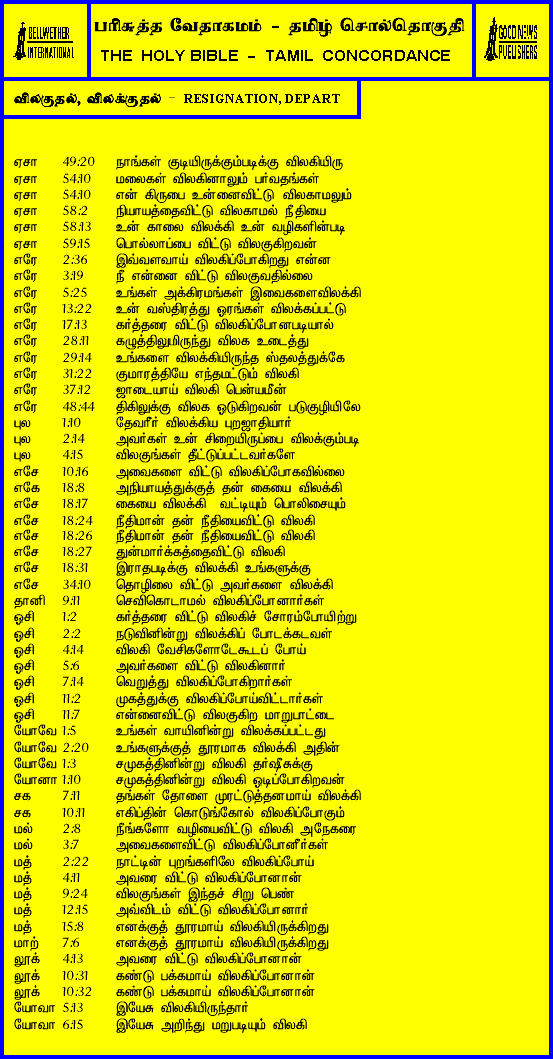 BELLWETHER
INTERNATIONAL
பரிசுத்த வேதாகமம் - தமிழ் சொல்தொகுதி
THE HOLY BIBLE - TAMIL CONCORDANCE
GOOD NEWS
PUBLISHERS
விலகுதல், விலக்குதல் - RESIGNATION, DEPART
ஏசா 49:20 நாங்கள் குடியிருக்கும்படிக்கு விலகியிரு
ஏசா 54:10 மலைகள் விலகினாலும் பர்வதங்கள்
ஏசா 54:10 என் கிருபை உன்னைவிட்டு விலகாமலும்
ஏசா 58:2 நியாயத்தைவிட்டு விலகாமல் நீதியை
ஏசா 58:13 உன் காலை விலக்கி உன் வழிகளின்படி
ஏசா 59:15 பொல்லாப்பை விட்டு விலகுகிறவன்
எரே 2:36 இவ்வளவாய் விலகிப்போகிறது என்ன
எரே 3:19 நீ என்னை விட்டு விலகுவதில்லை
எரே 5:25 உங்கள் அக்கிரமங்கள் இவைகளைவிலக்கி
எரே 13:22 உன் வஸ்திரத்து ஓரங்கள் விலக்கப்பட்டு
எரே 17:13 கர்த்தரை விட்டு விலகிப்போனபடியால்
எரே 28:11 கழுத்திலுமிருந்து விலக உடைத்து
எரே 29:14 உங்களை விலக்கியிருந்த ஸ்தலத்துக்கே
எரே 31:22 குமாரத்தியே எந்தமட்டும் விலகி
எரே 37:12 ஜாடையாய் விலகி பென்யமீன்
எரே 48:44 திகிலுக்கு விலக ஓடுகிறவன் படுகுழியிலே
புல 1:10 தேவரீர் விலக்கிய புறஜாதியார்
புல 2:14 அவர்கள் உன் சிறையிருப்பை விலக்கும்படி
புல 4:15 விலகுங்கள் தீட்டுப்பட்டவர்களே
எசே 10:16 அவைகளை விட்டு விலகிப்போகவில்லை
எகே 18:8 அநியாயத்துக்குத் தன் கையை விலக்கி
எசே 18:17 கையை விலக்கி வட்டியும் பொலிசையும்
எசே 18:24 நீதிமான் தன் நீதியைவிட்டு விலகி
எசே 18:26 நீதிமான் தன் நீதியைவிட்டு விலகி
எசே 18:27 துன்மார்க்கத்தைவிட்டு விலகி
எசே 18:31 இராதபடிக்கு விலக்கி உங்களுக்கு
எசே 34:10 தொழிலை விட்டு அவர்களை விலக்கி
தானி 9:11 செவிகொடாமல் விலகிப்போனார்கள்
ஓசி 1:2 கர்த்தரை விட்டு விலகிச் சோரம்போயிற்று
ஓசி 2:2 நடுவினின்று விலக்கிப் போடக்கடவள்
ஓசி 4:14 விலகி வேசிகளோடேகூடப் போய்
ஓசி 5:6 அவர்களை விட்டு விலகினார்
ஓசி 7:14 வெறுத்து விலகிப்போகிறார்கள்
ஓசி 11:2 முகத்துக்கு விலகிப்போய்விட்டார்கள்
ஓசி 11:7 என்னைவிட்டு விலகுகிற மாறுபாட்டை
யோவே 1:5 உங்கள் வாயினின்று விலக்கப்பட்டது
யோவே 2:20 உங்களுக்குத் தூரமாக விலக்கி அதின்
யோவே 1:3 சமுகத்தினின்று விலகி தர்ஷீசுக்கு
யோனா 1:10 சமுகத்தினின்று விலகி ஓடிப்போகிறவன்
சக 7:11 தங்கள் தோளை முரட்டுத்தனமாய் விலக்கி
சக 10:11 எகிப்தின் கொடுங்கோல் விலகிப்போகும்
மல் 2:8 நீங்களோ வழியைவிட்டு விலகி அநேகரை
மல் 3:7 அவைகளைவிட்டு விலகிப்போனீர்கள்
மத் 2:22 நாட்டின் புறங்களிலே விலகிப்போய்
மத் 4:11 அவரை விட்டு விலகிப்போனான்
மத் 9:24 விலகுங்கள் இந்தச் சிறு பெண்
மத் 12:15 அவ்விடம் விட்டு விலகிப்போனார்
மத் 15:8 எனக்குத் தூரமாய் விலகியிருக்கிறது
மாற் 7:6 எனக்குத் தூரமாய் விலகியிருக்கிறது
லூக் 4:13 அவரை விட்டு விலகிப்போனான்
லூக் 10:31 கண்டு பக்கமாய் விலகிப்போனான்
லூக் 10:32 கண்டு பக்கமாய் விலகிப்போனான்
யோவா 5:13 இயேசு விலகியிருந்தார்
யோவா 6:15 இயேசு அறிந்து மறுபடியும் விலகி